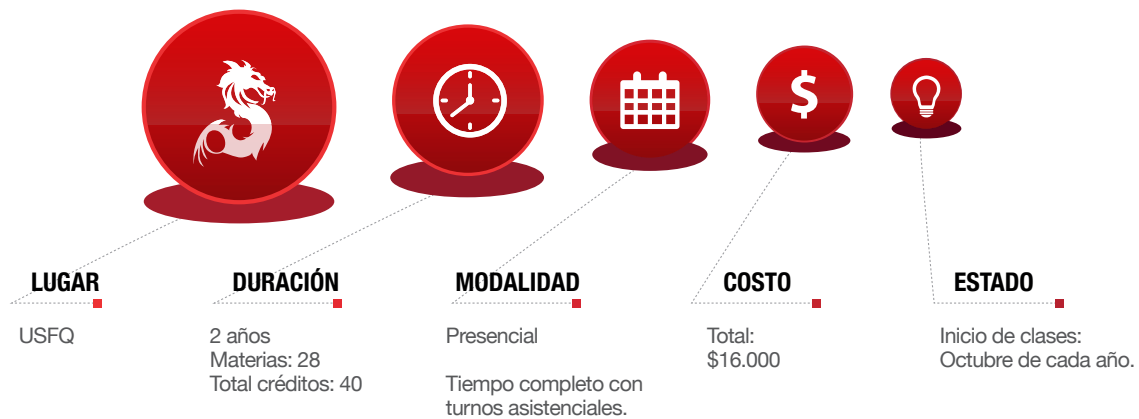 $
LUGAR
USFQ
DURACIÓN
2 años
Materias: 28
Total créditos: 40
MODALIDAD
Presencial
Tiempo completo con
turnos asistenciales.
COSTO
Total:
$16.000
ESTADO
Inicio de clases:
Octubre de cada año.